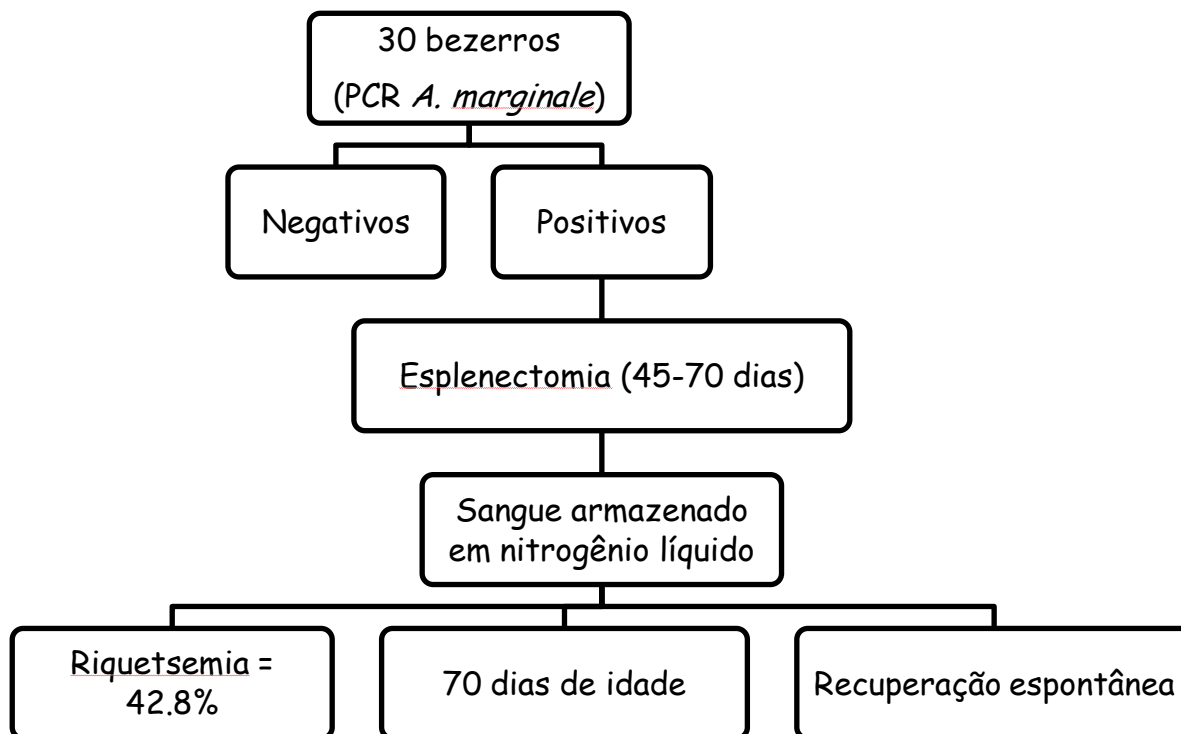 30 bezerros
(PCR A. marginale)
Negativos
Positivos
Esplenectomia (45-70 dias)
Sangue armazenado
em nitrogênio líquido
Riquetsemia =
42.8%
70 dias de idade
Recuperação espontânea